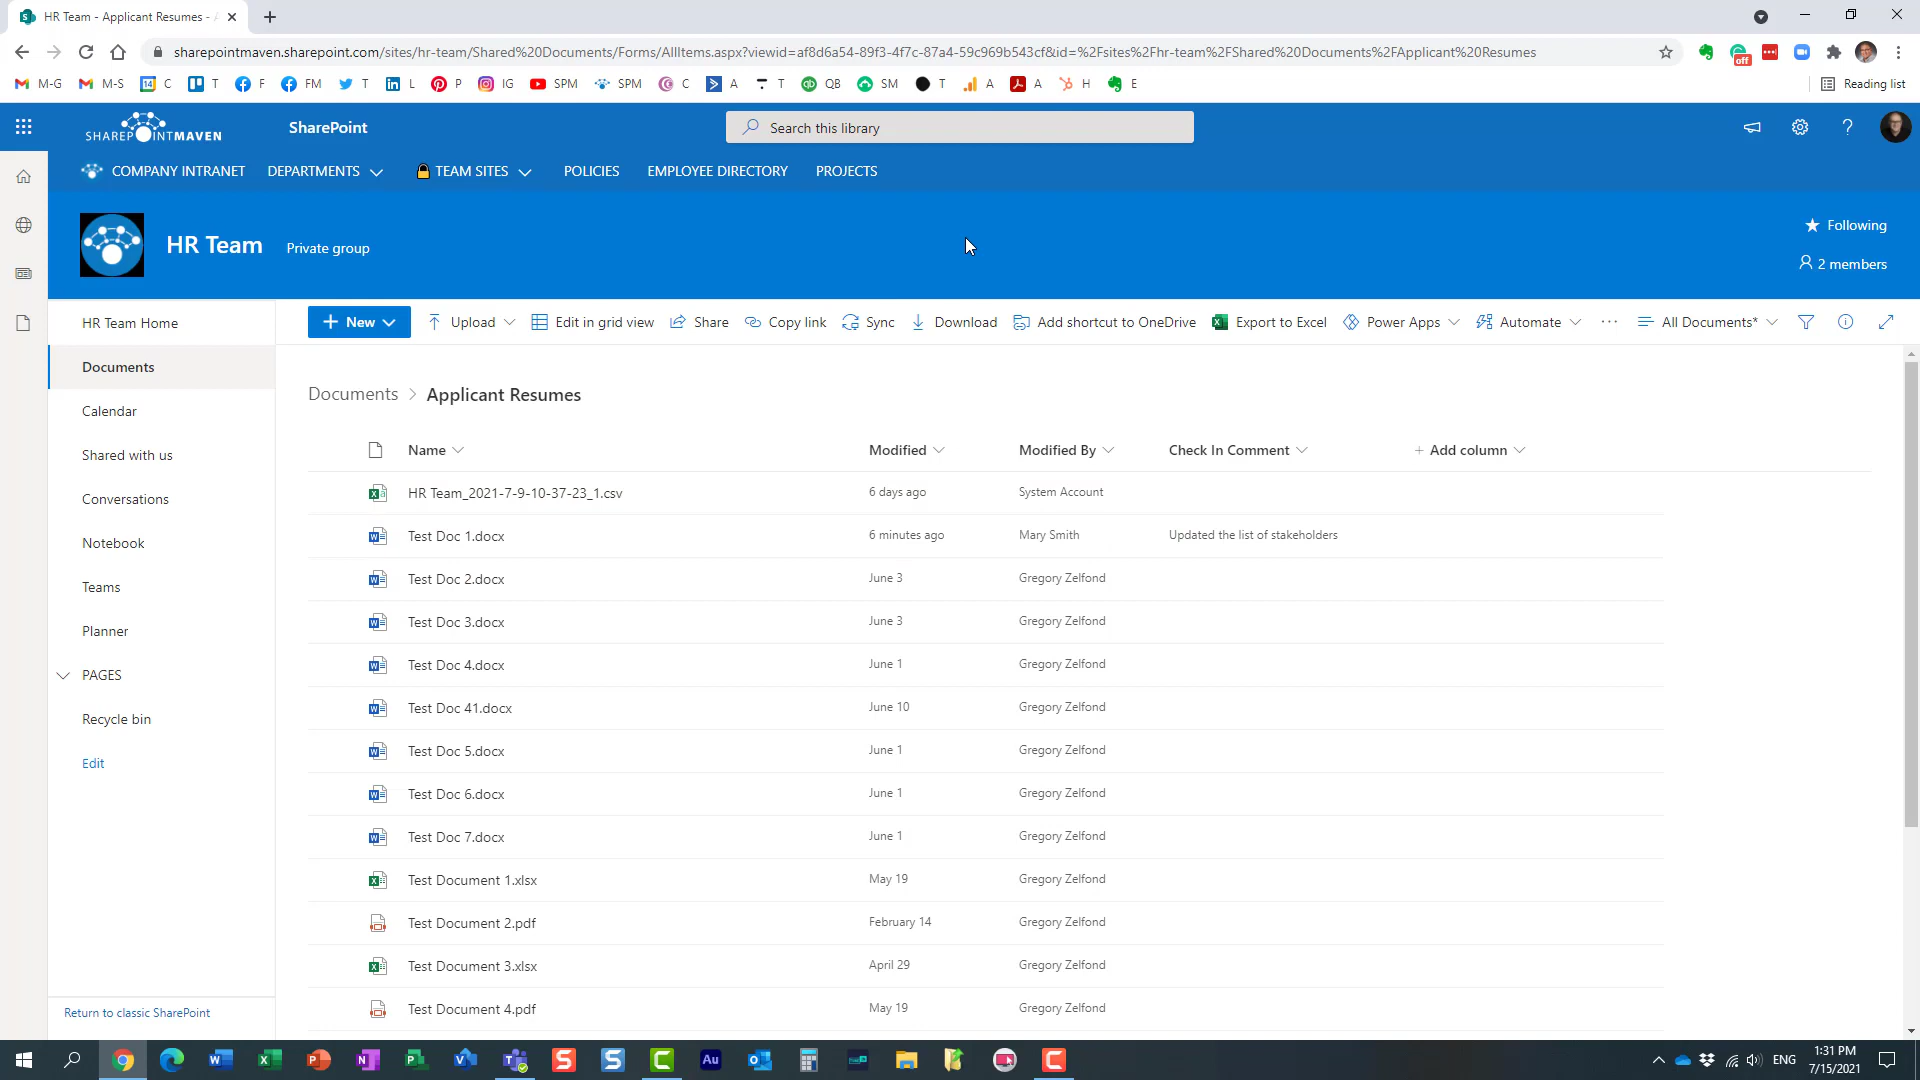 HR Team - Applicant Resumes -
sharepointmaven.sharepoint.com/sites/hr-team/Shared%20Documents/Forms/AllItems.aspx?viewid=af8d6a54-89f3-4f7c-87a4-59c969b543cf&id=%2Fsites%2Fhr-team%2FShared%20Documents%2FApplicant%20Resumes
off
M-G M-S 14 C T F FM T L P IG SPM SPM C A T QB SM T A A H E Reading list
SHAREPOINTMAVEN SharePoint Search this library ?
COMPANY INTRANET DEPARTMENTS TEAM SITES POLICIES EMPLOYEE DIRECTORY PROJECTS
HR Team Private group
Following
2 members
HR Team Home
Documents
Calendar
Shared with us
Conversations
Notebook
Teams
Planner
PAGES
Recycle bin
Edit
Return to classic SharePoint
+ New Upload Edit in grid view Share Copy link Sync Download Add shortcut to OneDrive Export to Excel Power Apps Automate ··· All Documents*
Documents > Applicant Resumes
Name Modified Modified By Check In Comment + Add column
HR Team_2021-7-9-10-37-23_1.csv 6 days ago System Account
Test Doc 1.docx 6 minutes ago Mary Smith Updated the list of stakeholders
Test Doc 2.docx June 3 Gregory Zelfond
Test Doc 3.docx June 3 Gregory Zelfond
Test Doc 4.docx June 1 Gregory Zelfond
Test Doc 41.docx June 10 Gregory Zelfond
Test Doc 5.docx June 1 Gregory Zelfond
Test Doc 6.docx June 1 Gregory Zelfond
Test Doc 7.docx June 1 Gregory Zelfond
Test Document 1.xlsx May 19 Gregory Zelfond
Test Document 2.pdf February 14 Gregory Zelfond
Test Document 3.xlsx April 29 Gregory Zelfond
Test Document 4.pdf May 19 Gregory Zelfond
ENG
1:31 PM
7/15/2021